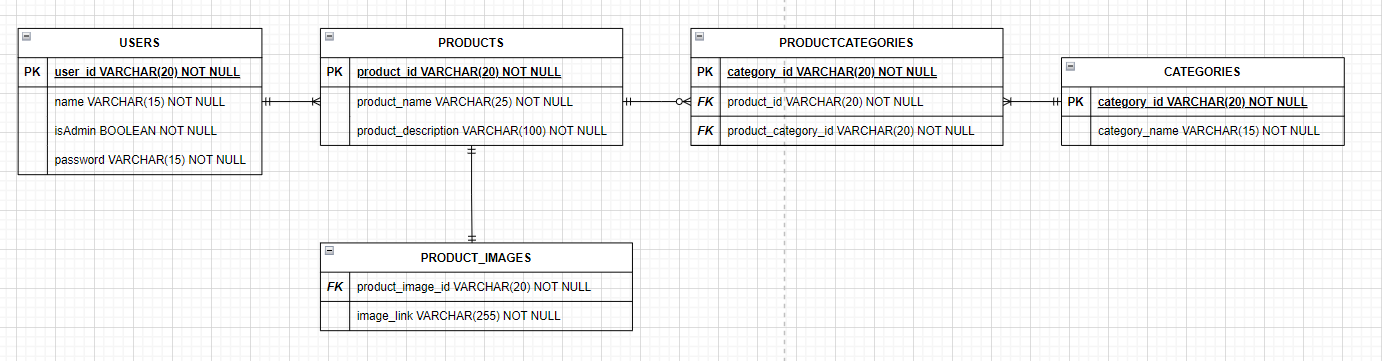 USERS
PK user_id VARCHAR(20) NOT NULL
name VARCHAR(15) NOT NULL
isAdmin BOOLEAN NOT NULL
password VARCHAR(15) NOT NULL
PRODUCTS
PK product_id VARCHAR(20) NOT NULL
product_name VARCHAR(25) NOT NULL
product_description VARCHAR(100) NOT NULL
PRODUCTCATEGORIES
PK category_id VARCHAR(20) NOT NULL
FK product_id VARCHAR(20) NOT NULL
FK product_category_id VARCHAR(20) NOT NULL
CATEGORIES
PK category_id VARCHAR(20) NOT NULL
category_name VARCHAR(15) NOT NULL
PRODUCT_IMAGES
FK product_image_id VARCHAR(20) NOT NULL
image_link VARCHAR(255) NOT NULL